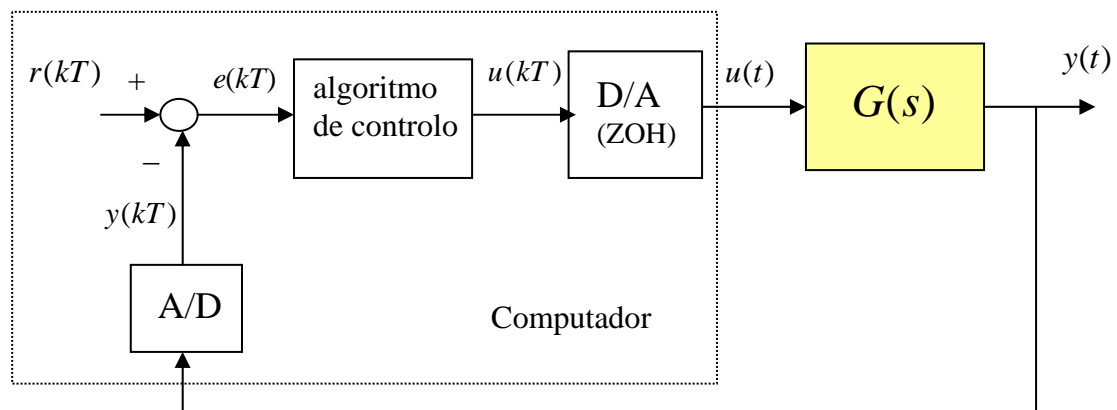 r(kT)
+
e(kT)
algoritmo
de controlo
u(kT)
D/A
(ZOH)
u(t)
G(s)
y(t)
−
y(kT)
A/D
Computador